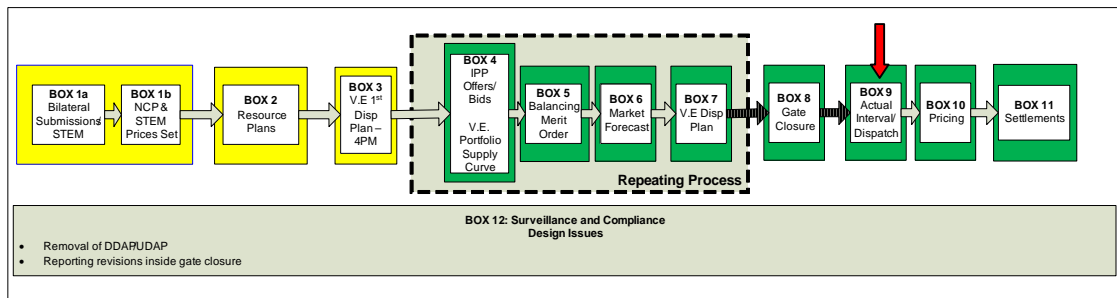 BOX 1a
Bilateral
Submissions/
STEM
BOX 1b
NCP &
STEM
Prices Set
BOX 2
Resource
Plans
BOX 3
V.E 1st
Disp
Plan –
4PM
BOX 4
IPP
Offers/
Bids
V.E.
Portfolio
Supply
Curve
BOX 5
Balancing
Merit
Order
BOX 6
Market
Forecast
BOX 7
V.E Disp
Plan
Repeating Process
BOX 8
Gate
Closure
BOX 9
Actual
Interval/
Dispatch
BOX 10
Pricing
BOX 11
Settlements
BOX 12: Surveillance and Compliance
Design Issues
• Removal of DDAP/UDAP
• Reporting revisions inside gate closure